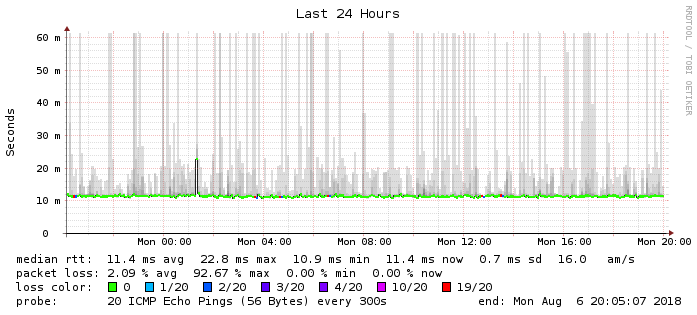 Last 24 Hours
RRDTOOL / TOBI OETIKER
Seconds
60 m
50 m
40 m
30 m
20 m
10 m
0
Mon 00:00 Mon 04:00 Mon 08:00 Mon 12:00 Mon 16:00 Mon 20:00
median rtt: 11.4 ms avg 22.8 ms max 10.9 ms min 11.4 ms now 0.7 ms sd 16.0 am/s
packet loss: 2.09 % avg 92.67 % max 0.00 % min 0.00 % now
loss color: 0 1/20 2/20 3/20 4/20 10/20 19/20
probe: 20 ICMP Echo Pings (56 Bytes) every 300s end: Mon Aug 6 20:05:07 2018